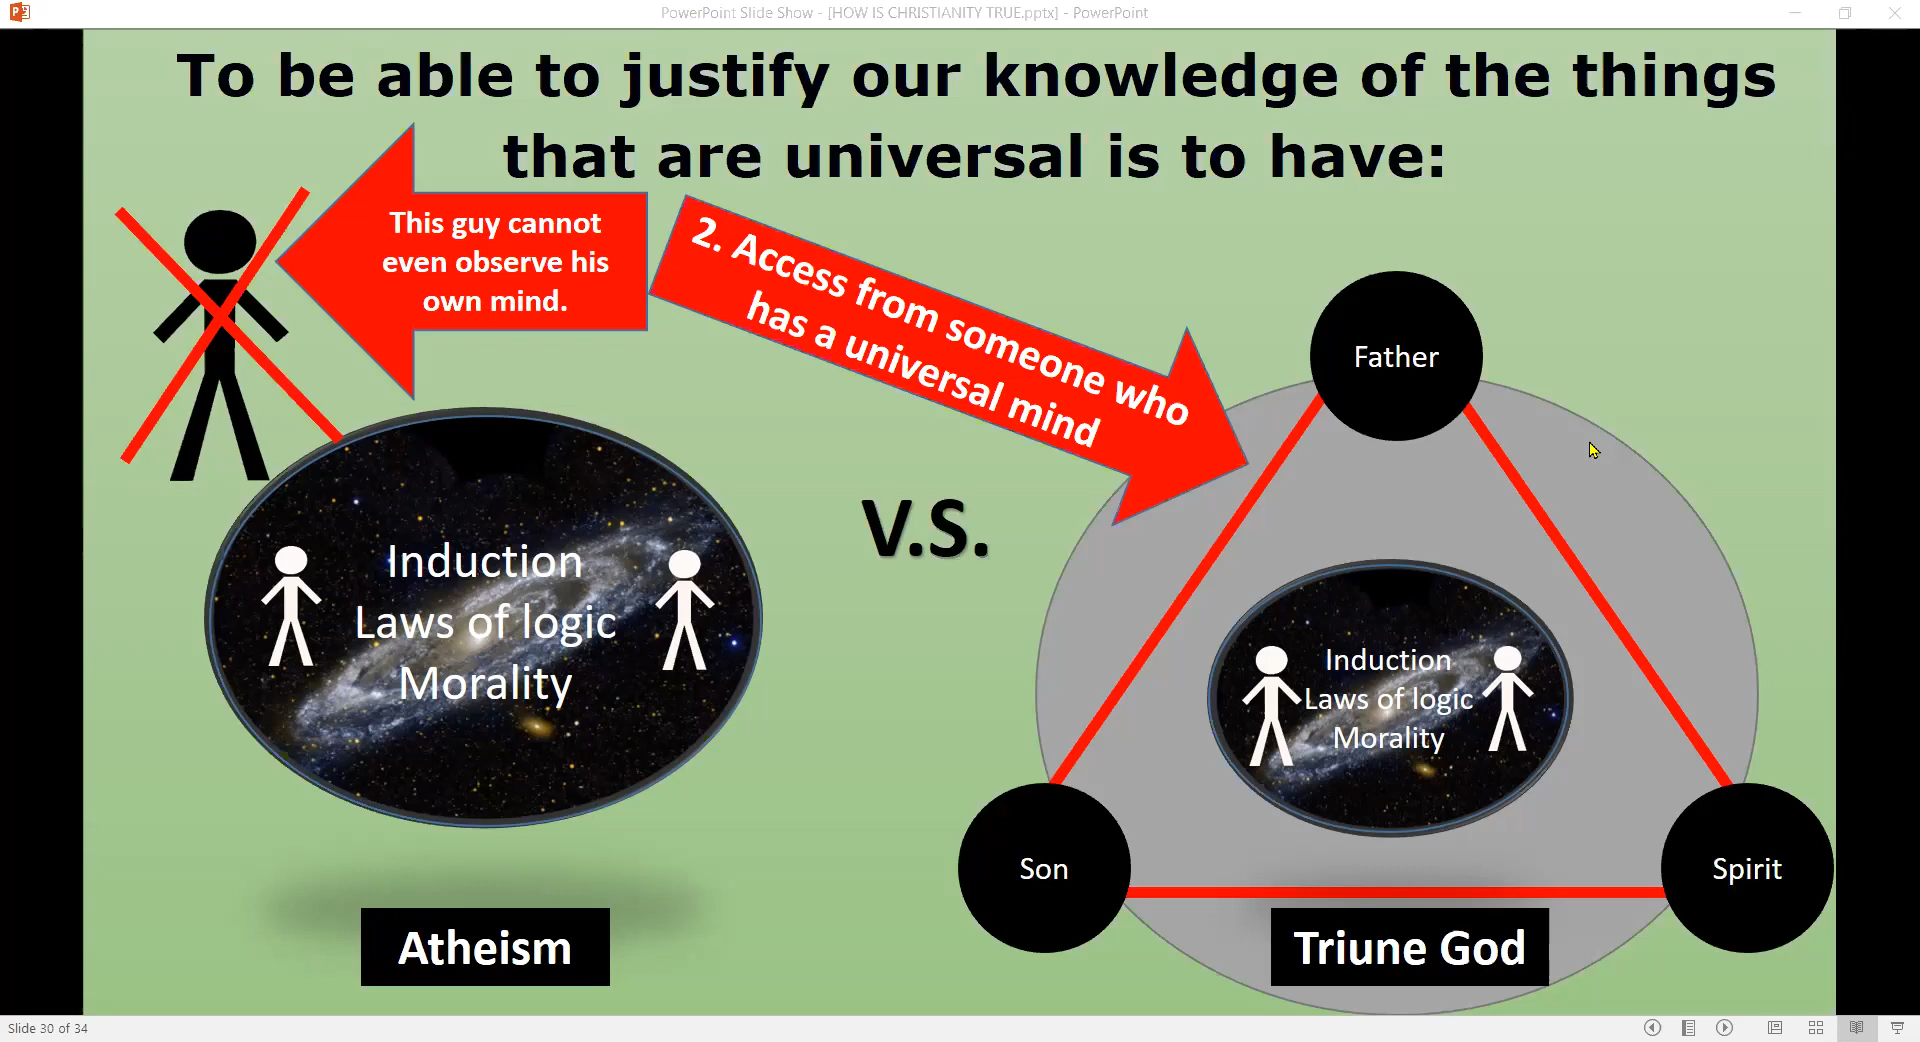 PowerPoint Slide Show - [HOW IS CHRISTIANITY TRUE.pptx] - PowerPoint
To be able to justify our knowledge of the things
that are universal is to have:
This guy cannot
even observe his
own mind.
2. Access from someone who
has a universal mind
Father
V.S.
Induction
Laws of logic
Morality
Induction
Laws of logic
Morality
Son
Spirit
Atheism
Triune God
Slide 30 of 34